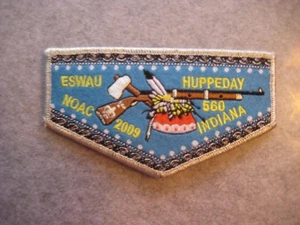 ESWAU HUPPEDAY
NOAC 560
2009 INDIANA